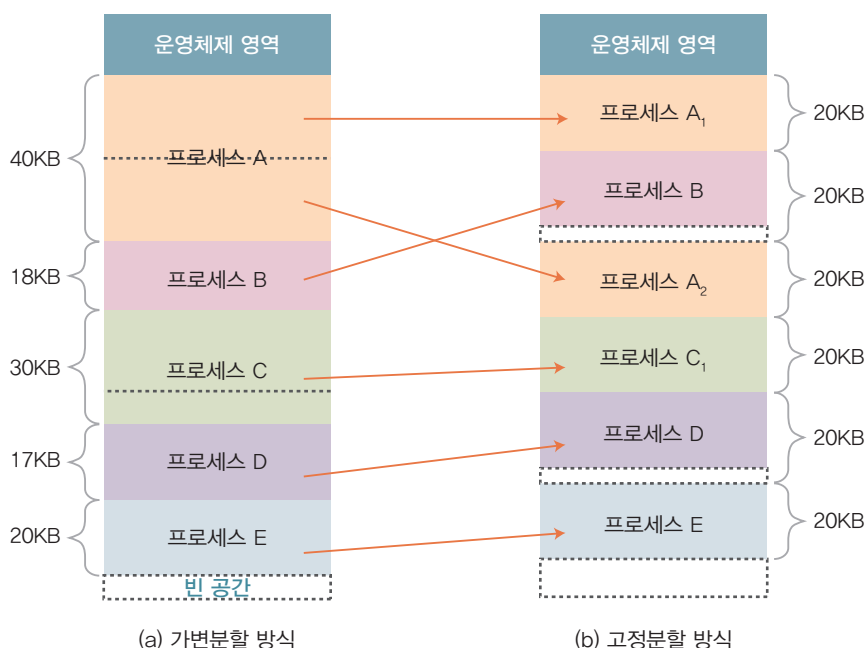 운영체제 영역
40KB
프로세스 A
18KB
프로세스 B
30KB
프로세스 C
17KB
프로세스 D
20KB
프로세스 E
빈 공간
(a) 가변분할 방식
운영체제 영역
프로세스 A₁
20KB
프로세스 B
20KB
프로세스 A₂
20KB
프로세스 C₁
20KB
프로세스 D
20KB
프로세스 E
20KB
(b) 고정분할 방식